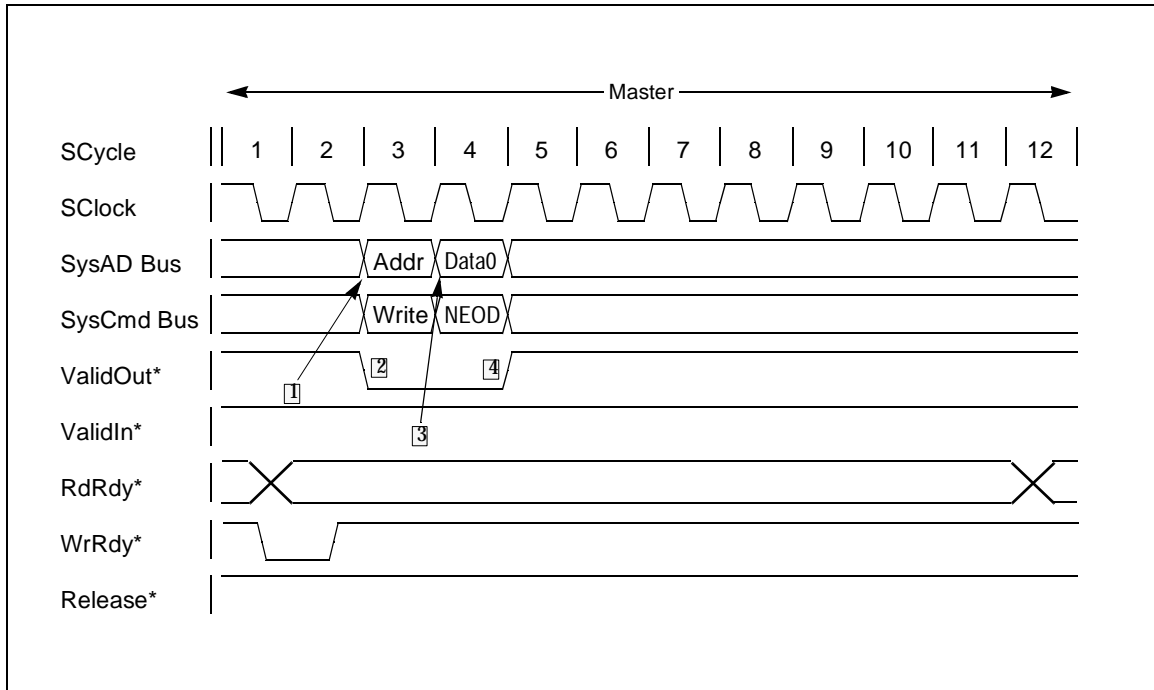 Master
SCycle 1 2 3 4 5 6 7 8 9 10 11 12
SClock
SysAD Bus Addr Data0
SysCmd Bus Write NEOD
ValidOut* 2 4
1
ValidIn* 3
RdRdy*
WrRdy*
Release*